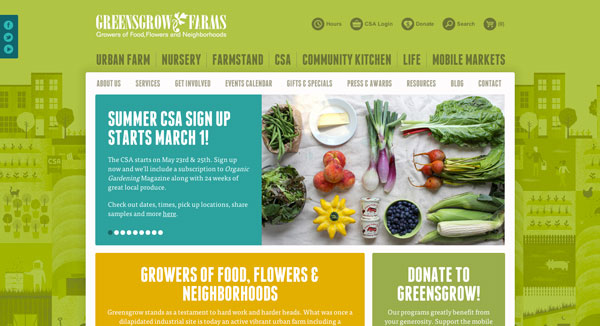 GREENSGROW FARMS
Growers of Food, Flowers and Neighborhoods
Hours
CSA Login
Donate
Search
(0)
URBAN FARM
NURSERY
FARMSTAND
CSA
COMMUNITY KITCHEN
LIFE
MOBILE MARKETS
ABOUT US
SERVICES
GET INVOLVED
EVENTS CALENDAR
GIFTS & SPECIALS
PRESS & AWARDS
RESOURCES
BLOG
CONTACT
SUMMER CSA SIGN UP
STARTS MARCH 1!
The CSA starts on May 23rd & 25th. Sign up
now and we'll include a subscription to Organic
Gardening Magazine along with 24 weeks of
great local produce.
Check out dates, times, pick up locations, share
samples and more here.
CSA
GROWERS OF FOOD, FLOWERS &
NEIGHBORHOODS
Greensgrow stands as a testament to hard work and harder heads. What was once a
dilapidated industrial site is today an active vibrant urban farm including a
DONATE TO
GREENSGROW!
Our programs greatly benefit from
your generosity. Support the mobile